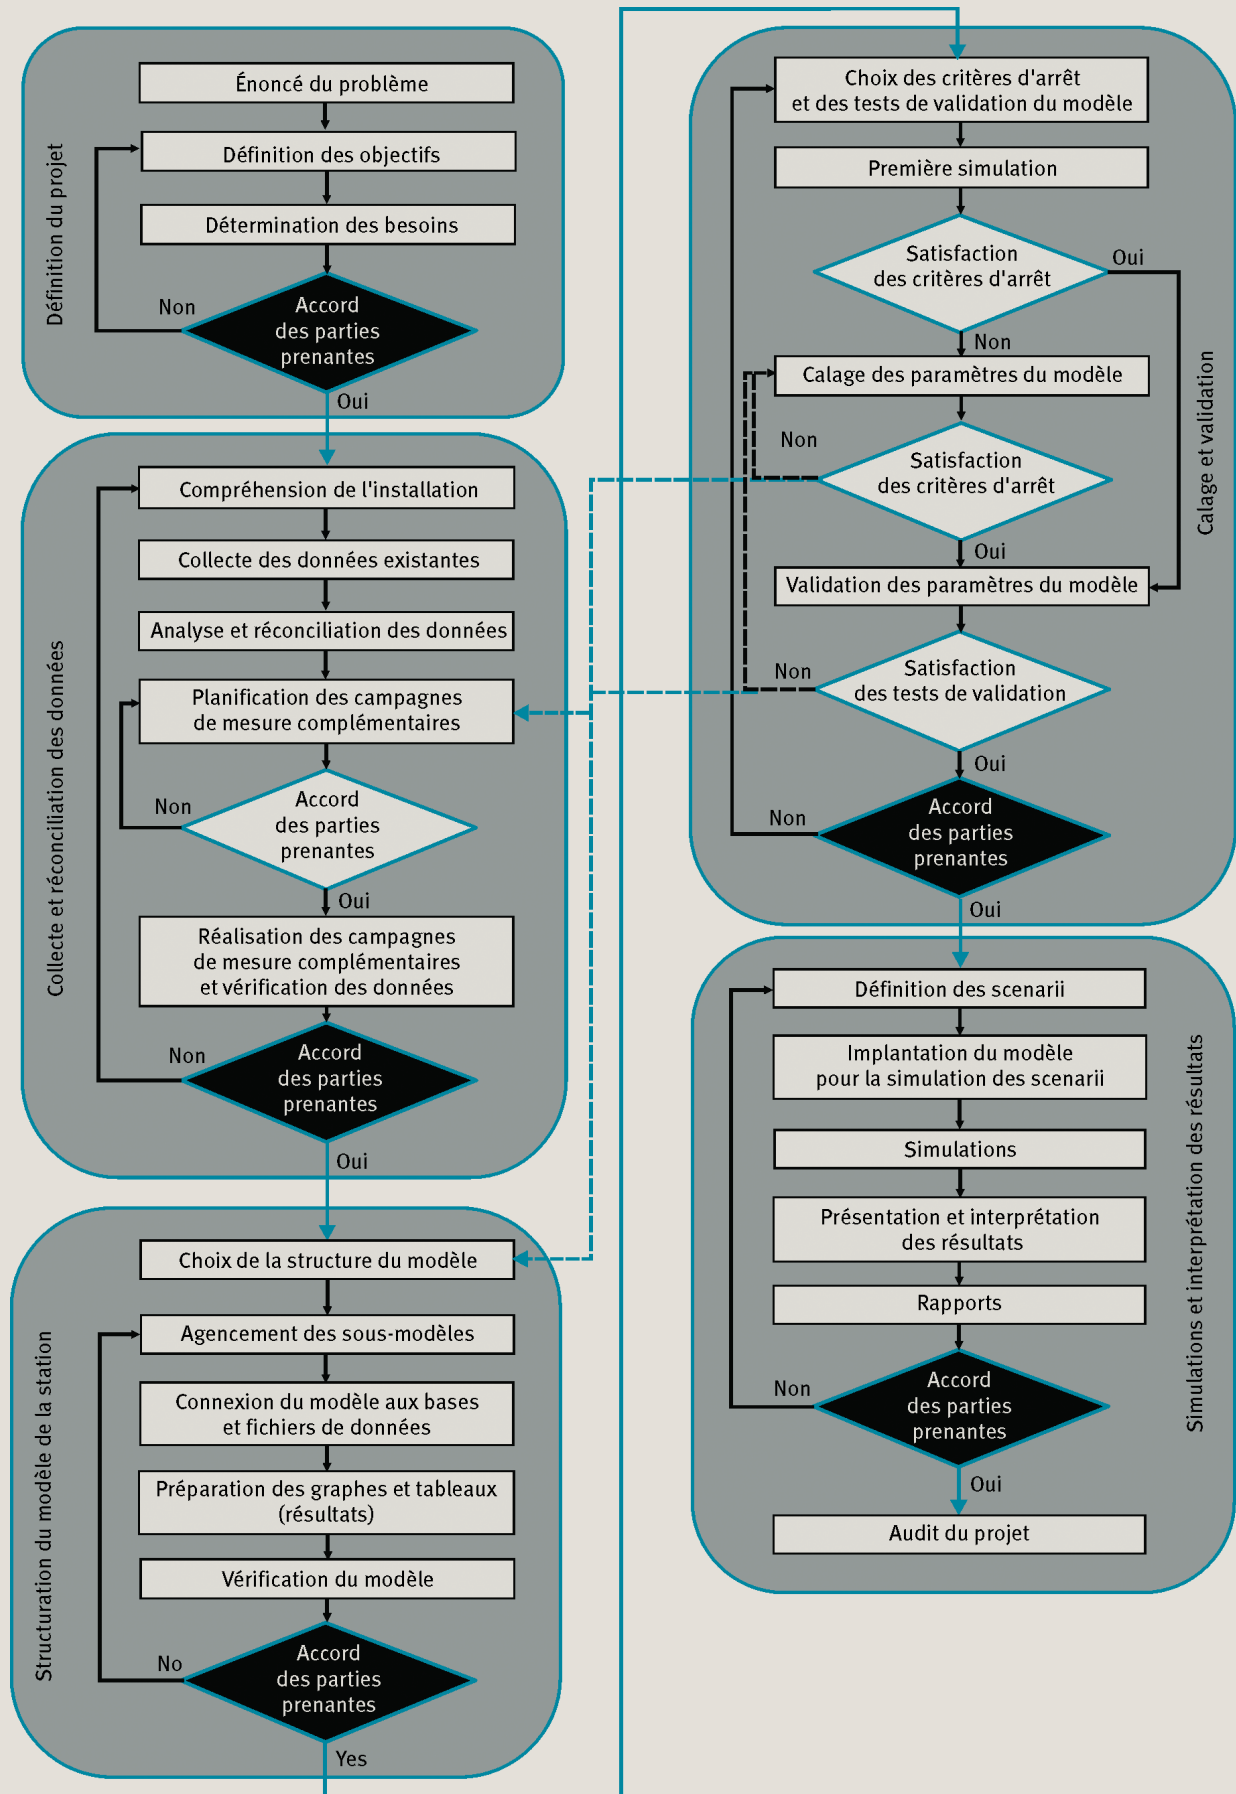 Définition du projet
Énoncé du problème
Définition des objectifs
Détermination des besoins
Non
Accord
des parties
prenantes
Oui
Collecte et réconciliation des données
Compréhension de l'installation
Collecte des données existantes
Analyse et réconciliation des données
Planification des campagnes
de mesure complémentaires
Non
Accord
des parties
prenantes
Oui
Réalisation des campagnes
de mesure complémentaires
et vérification des données
Non
Accord
des parties
prenantes
Oui
Structuration du modèle de la station
Choix de la structure du modèle
Agencement des sous-modèles
Connexion du modèle aux bases
et fichiers de données
Préparation des graphes et tableaux
(résultats)
Vérification du modèle
No
Accord
des parties
prenantes
Yes
Calage et validation
Choix des critères d'arrêt
et des tests de validation du modèle
Première simulation
Satisfaction
des critères d'arrêt
Oui
Non
Calage des paramètres du modèle
Non
Satisfaction
des critères d'arrêt
Oui
Validation des paramètres du modèle
Non
Satisfaction
des tests de validation
Oui
Non
Accord
des parties
prenantes
Oui
Simulations et interprétation des résultats
Définition des scenarii
Implantation du modèle
pour la simulation des scenarii
Simulations
Présentation et interprétation
des résultats
Rapports
Non
Accord
des parties
prenantes
Oui
Audit du projet